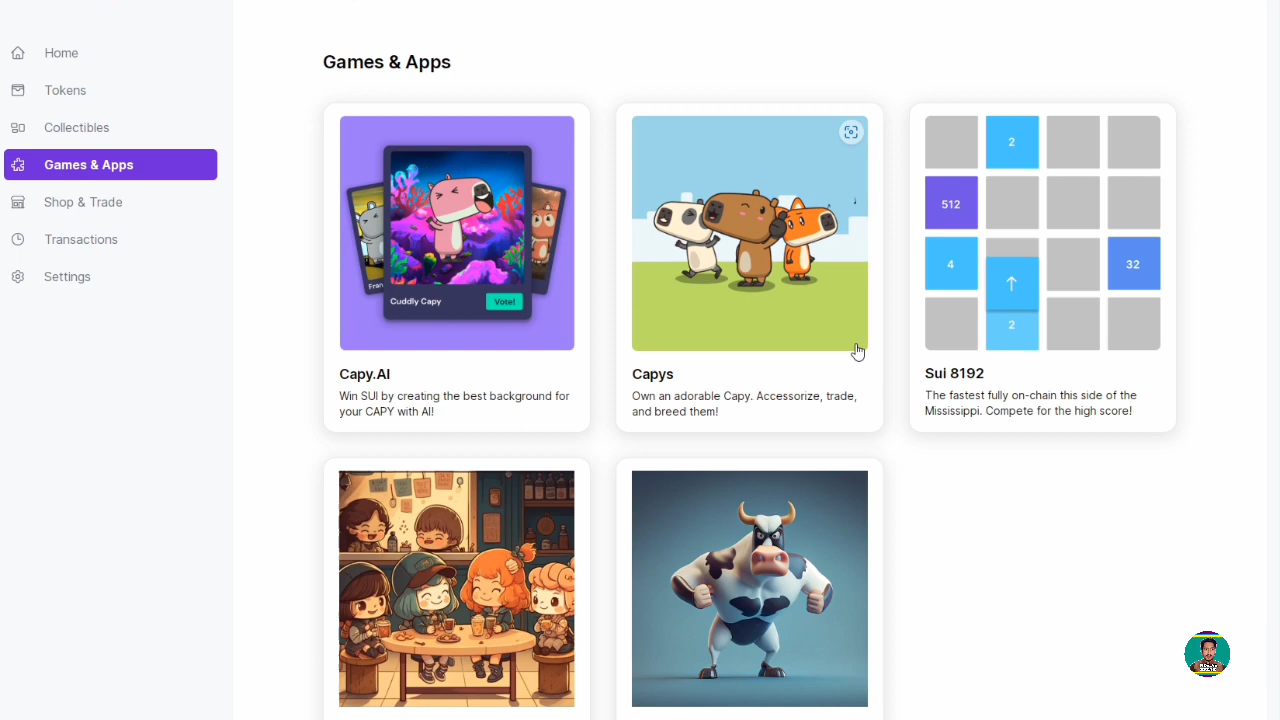 Home
Tokens
Collectibles
Games & Apps
Shop & Trade
Transactions
Settings
Games & Apps
Fran
Cuddly Capy
Vote!
Capy.AI
Win SUI by creating the best background for
your CAPY with AI!
Capys
Own an adorable Capy. Accessorize, trade,
and breed them!
2
512
4
32
2
Sui 8192
The fastest fully on-chain this side of the
Mississippi. Compete for the high score!